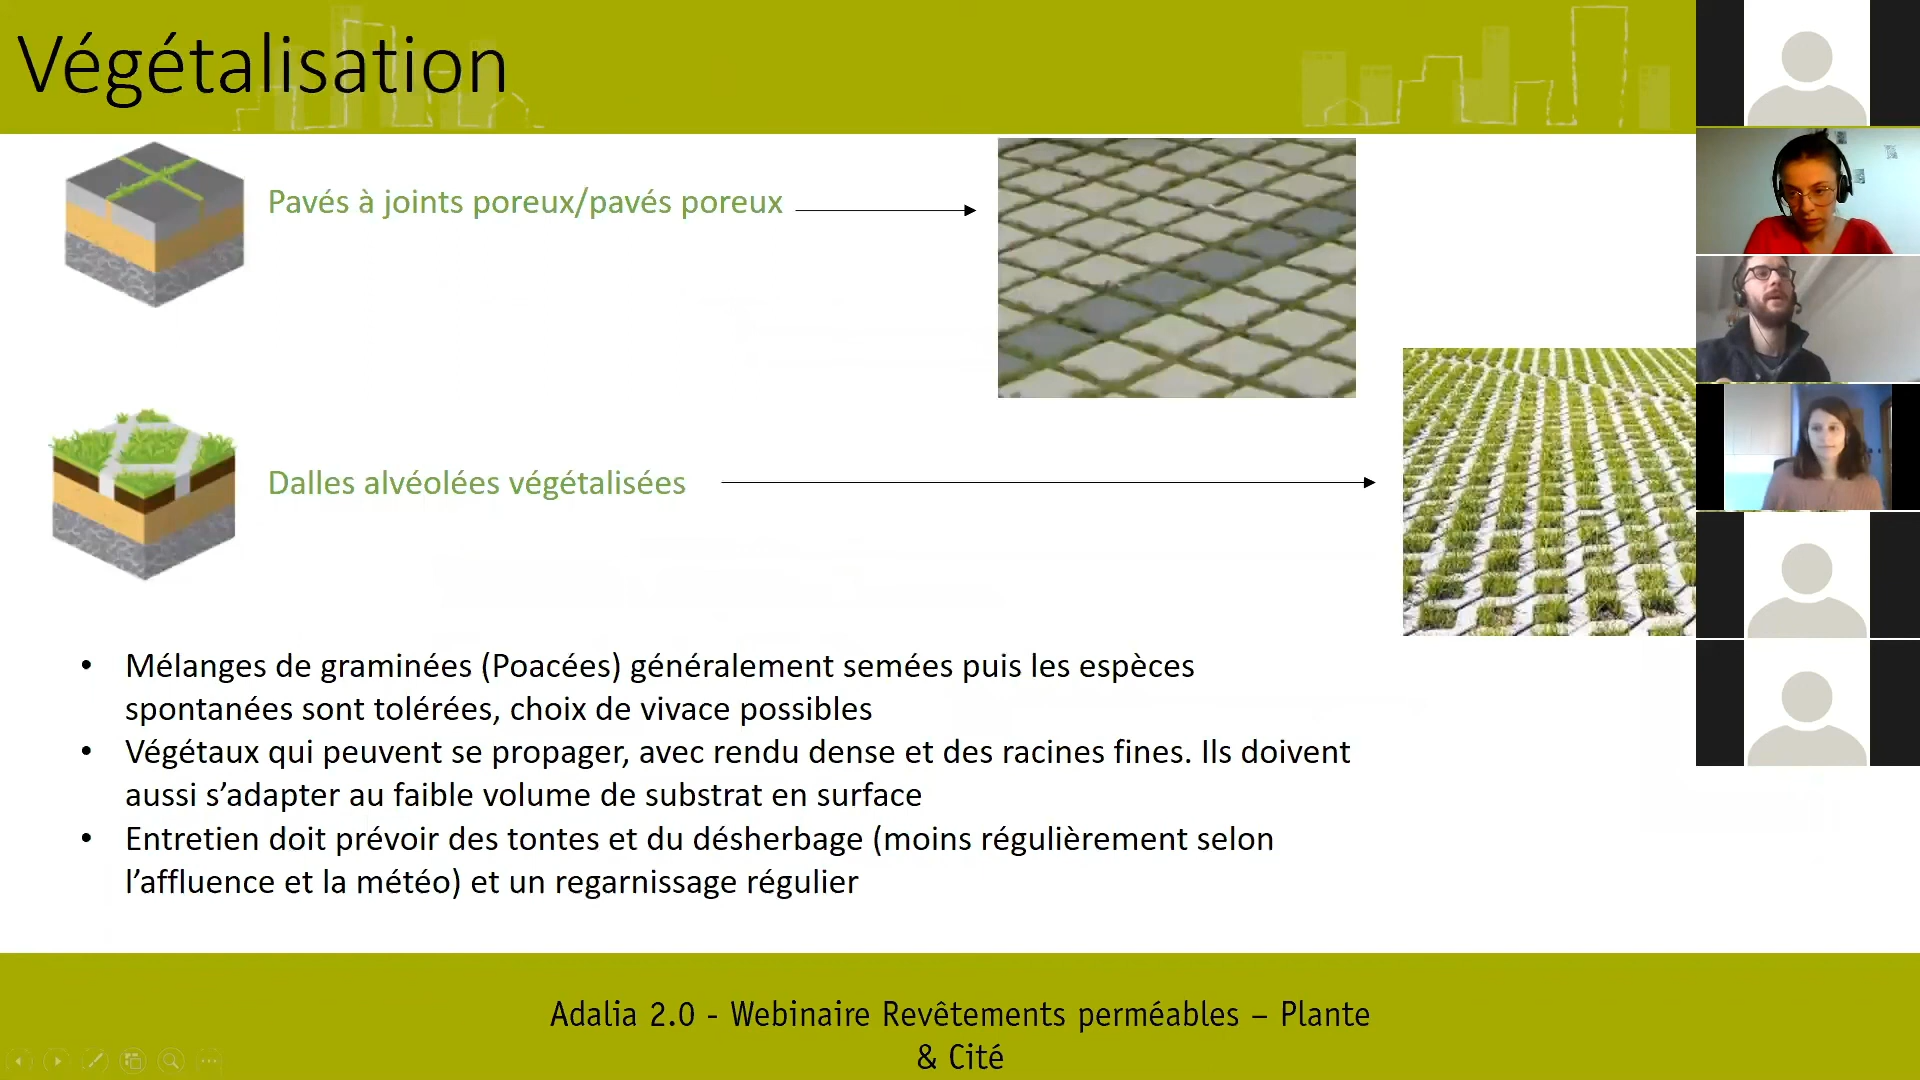 Végétalisation
Pavés à joints poreux/pavés poreux
Dalles alvéolées végétalisées
• Mélanges de graminées (Poacées) généralement semées puis les espèces
spontanées sont tolérées, choix de vivace possibles
• Végétaux qui peuvent se propager, avec rendu dense et des racines fines. Ils doivent
aussi s’adapter au faible volume de substrat en surface
• Entretien doit prévoir des tontes et du désherbage (moins régulièrement selon
l’affluence et la météo) et un regarnissage régulier
Adalia 2.0 - Webinaire Revêtements perméables – Plante
& Cité